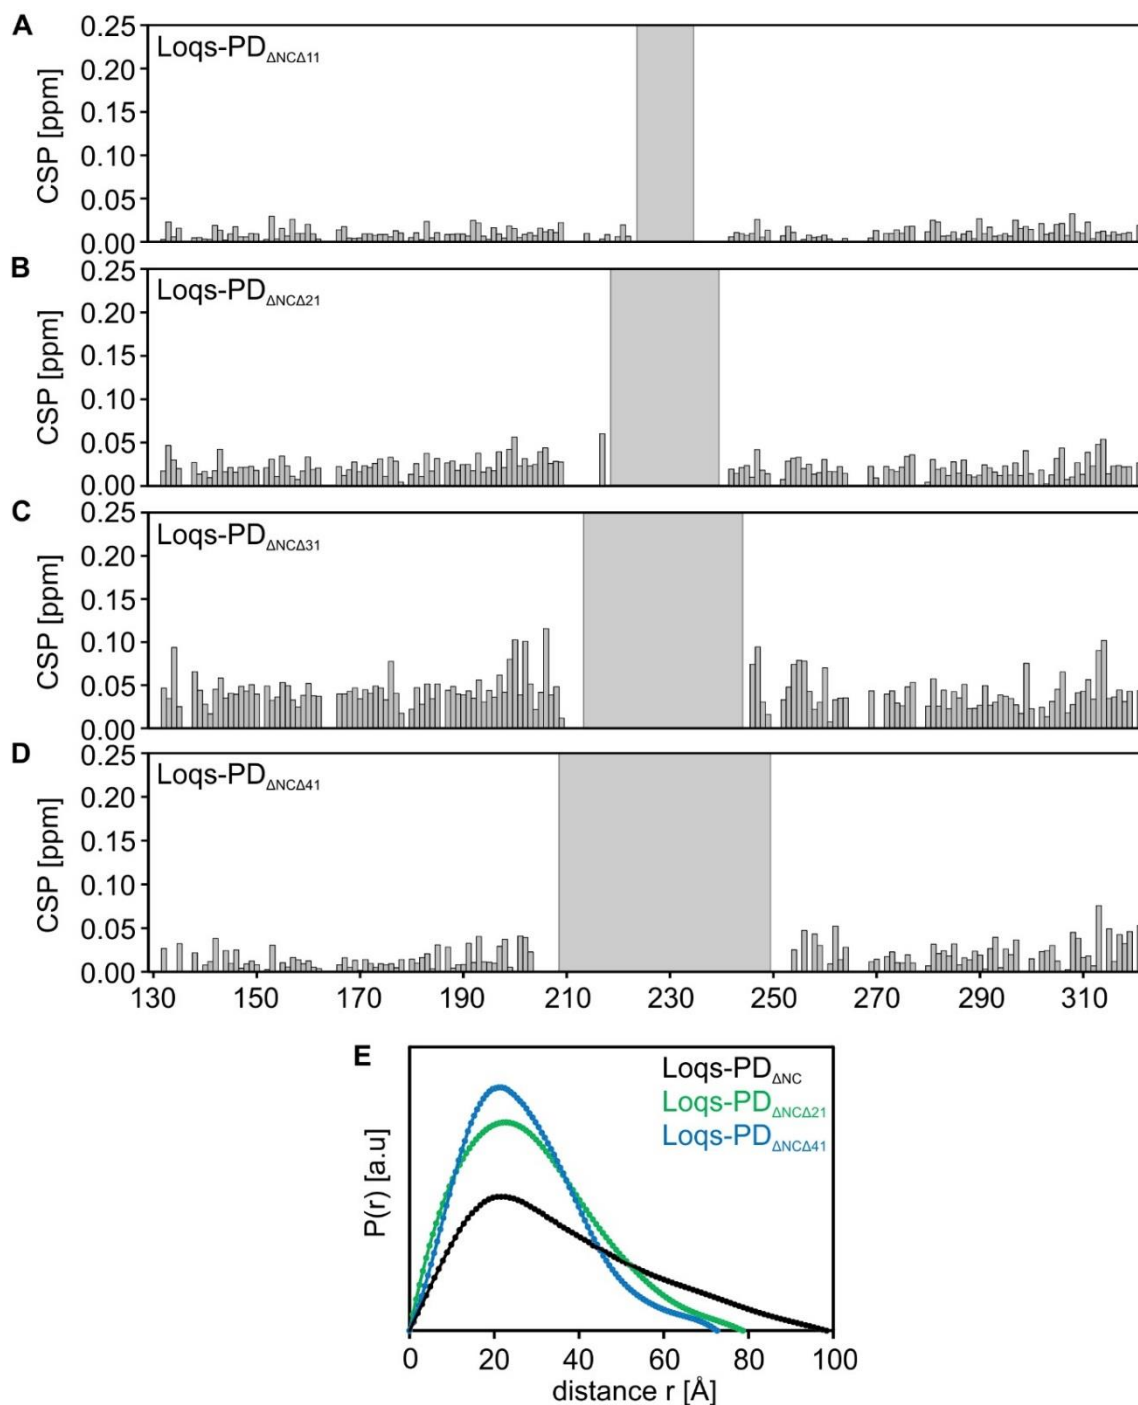 A
Loqs-PDΔNCΔ11
CSP [ppm]
0.25
0.20
0.15
0.10
0.05
0.00
B
Loqs-PDΔNCΔ21
CSP [ppm]
0.25
0.20
0.15
0.10
0.05
0.00
C
Loqs-PDΔNCΔ31
CSP [ppm]
0.25
0.20
0.15
0.10
0.05
0.00
D
Loqs-PDΔNCΔ41
CSP [ppm]
0.25
0.20
0.15
0.10
0.05
0.00
130 150 170 190 210 230 250 270 290 310
E
Loqs-PDΔNC
Loqs-PDΔNCΔ21
Loqs-PDΔNCΔ41
P(r) [a.u]
0 20 40 60 80 100
distance r [Å]